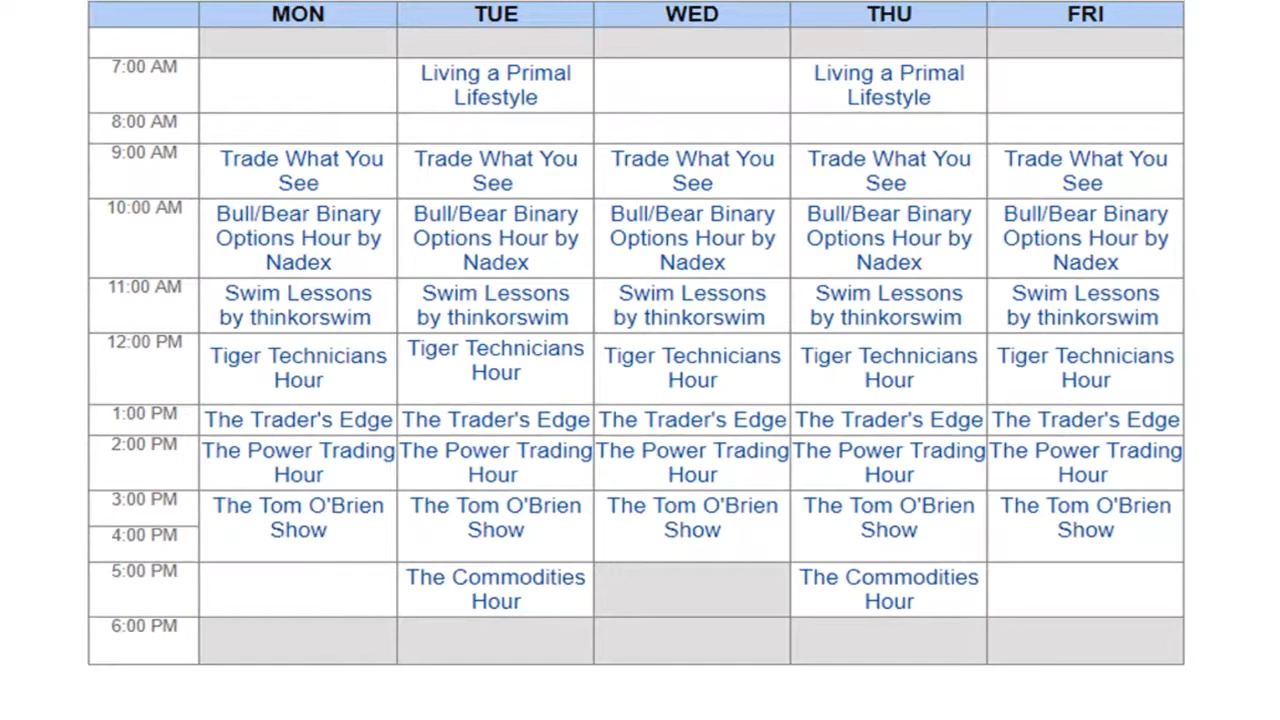 MON TUE WED THU FRI
7:00 AM
Living a Primal Living a Primal
Lifestyle Lifestyle
8:00 AM
9:00 AM
Trade What You Trade What You Trade What You Trade What You Trade What You
See See See See See
10:00 AM
Bull/Bear Binary Bull/Bear Binary Bull/Bear Binary Bull/Bear Binary Bull/Bear Binary
Options Hour by Options Hour by Options Hour by Options Hour by Options Hour by
Nadex Nadex Nadex Nadex Nadex
11:00 AM
Swim Lessons Swim Lessons Swim Lessons Swim Lessons Swim Lessons
by thinkorswim by thinkorswim by thinkorswim by thinkorswim by thinkorswim
12:00 PM
Tiger Technicians Tiger Technicians Tiger Technicians Tiger Technicians Tiger Technicians
Hour Hour Hour Hour Hour
1:00 PM The Trader's Edge The Trader's Edge The Trader's Edge The Trader's Edge The Trader's Edge
2:00 PM The Power Trading The Power Trading The Power Trading The Power Trading The Power Trading
Hour Hour Hour Hour Hour
3:00 PM The Tom O'Brien The Tom O'Brien The Tom O'Brien The Tom O'Brien The Tom O'Brien
4:00 PM Show Show Show Show Show
5:00 PM The Commodities The Commodities
Hour Hour
6:00 PM